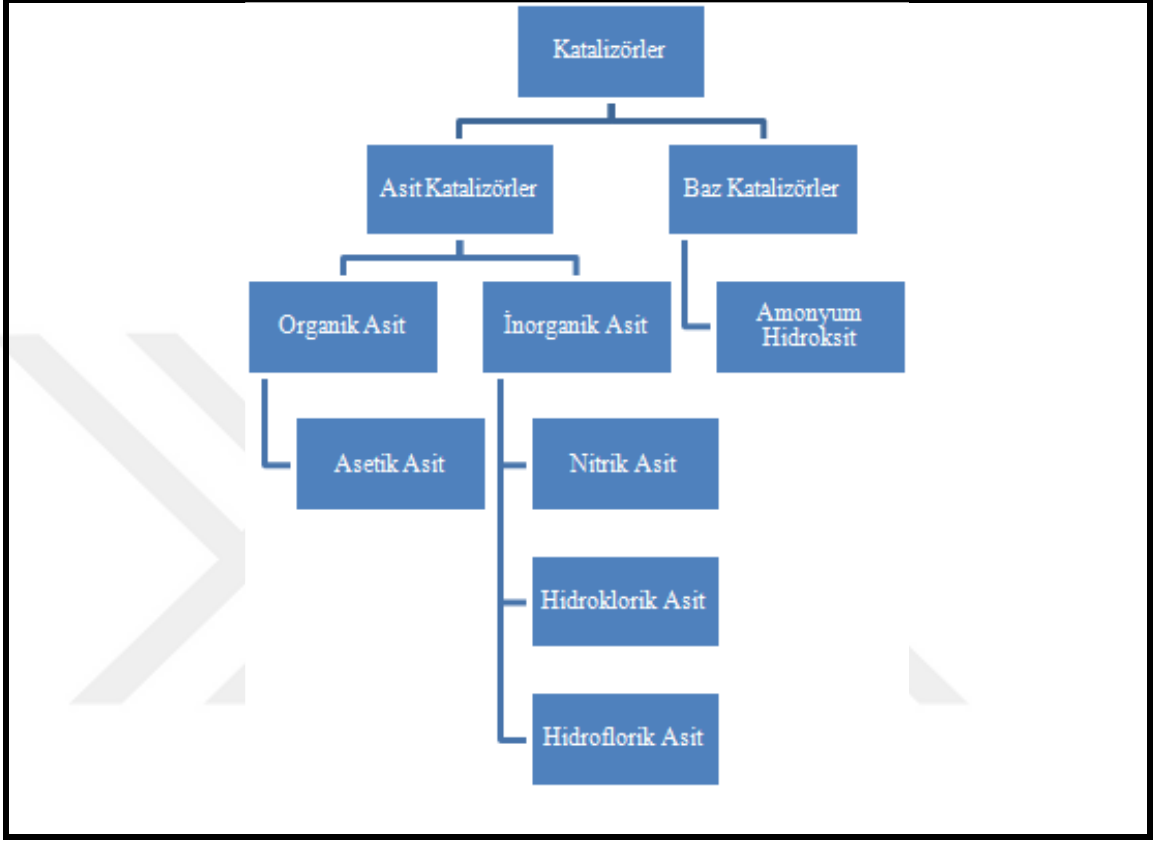 Katalizörler
Asit Katalizörler
Baz Katalizörler
Organik Asit
İnorganik Asit
Amonyum
Hidroksit
Asetik Asit
Nitrik Asit
Hidroklorik Asit
Hidroflorik Asit